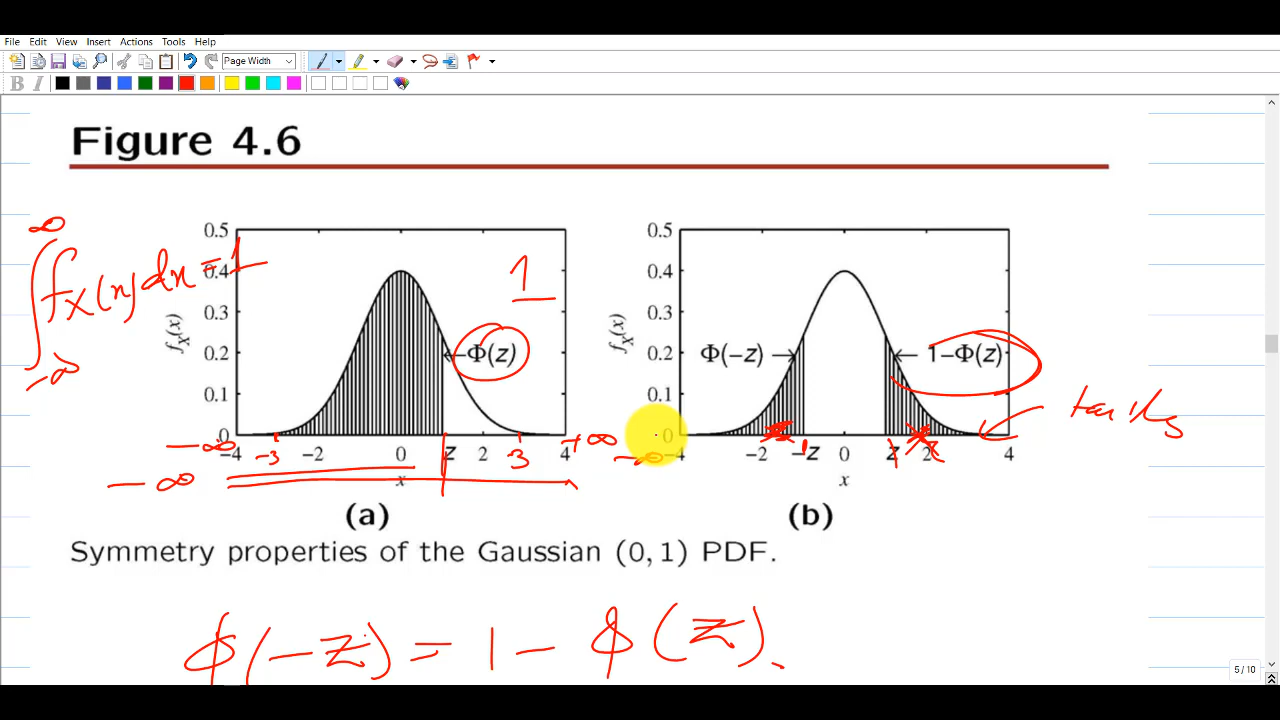 File Edit View Insert Actions Tools Help
Page Width
B I
Figure 4.6
∞
∫ fX(x)dx = 1
-∞
0.5
0.4
0.3
0.2
0.1
0
fX(x)
1
Φ(z)
-∞ -3 3 +∞
-4 -2 0 z 2 4
-∞
x
(a)
0.5
0.4
0.3
0.2
0.1
0
fX(x)
Φ(-z) 1-Φ(z)
-∞
-4 -2 -z 0 z 2 4
x
(b)
Symmetry properties of the Gaussian (0, 1) PDF.
Φ(-z) = 1 - Φ(z).
5 / 10